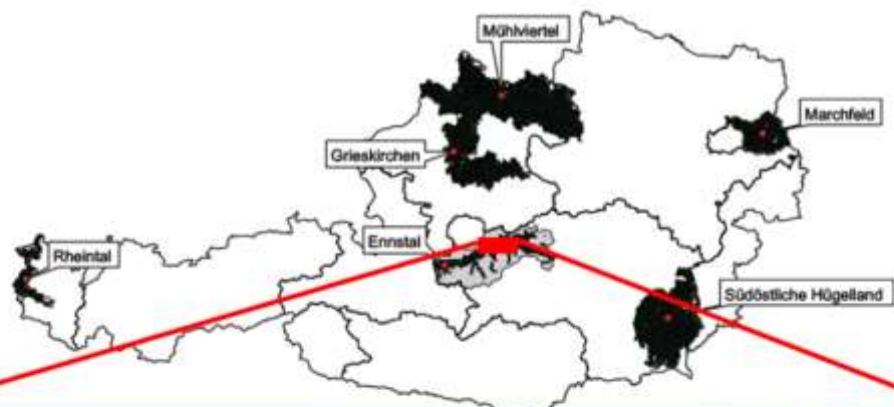 Mühlviertel
Marchfeld
Grieskirchen
Ennstal
Rheintal
Südöstliche Hügelland